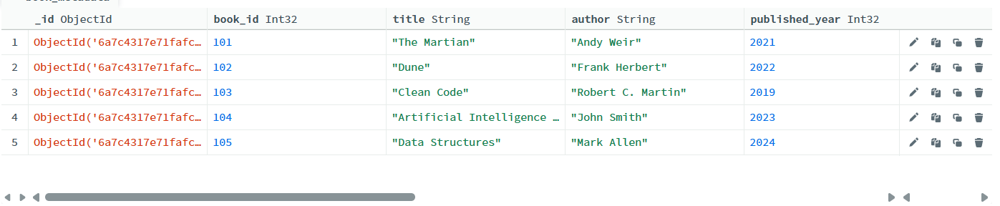 _id ObjectId book_id Int32 title String author String published_year Int32
1 ObjectId('6a7c4317e71fafc… 101 "The Martian" "Andy Weir" 2021
2 ObjectId('6a7c4317e71fafc… 102 "Dune" "Frank Herbert" 2022
3 ObjectId('6a7c4317e71fafc… 103 "Clean Code" "Robert C. Martin" 2019
4 ObjectId('6a7c4317e71fafc… 104 "Artificial Intelligence … "John Smith" 2023
5 ObjectId('6a7c4317e71fafc… 105 "Data Structures" "Mark Allen" 2024